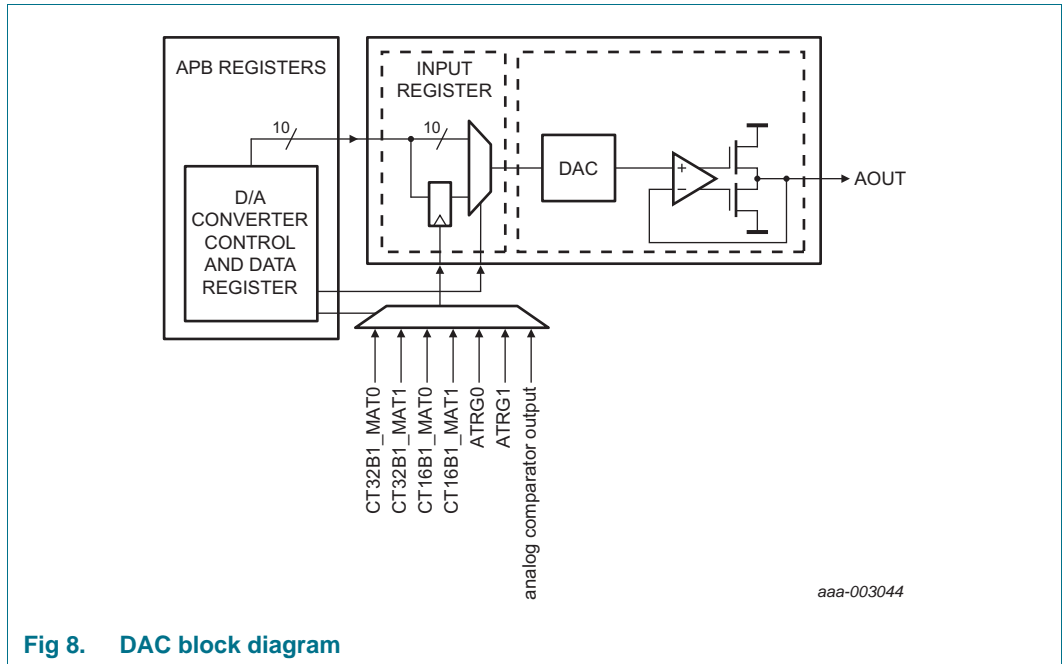 APB REGISTERS
INPUT
REGISTER
10
10
D/A
CONVERTER
CONTROL
AND DATA
REGISTER
DAC
+
−
AOUT
CT32B1_MAT0
CT32B1_MAT1
CT16B1_MAT0
CT16B1_MAT1
ATRG0
ATRG1
analog comparator output
aaa-003044
Fig 8. DAC block diagram